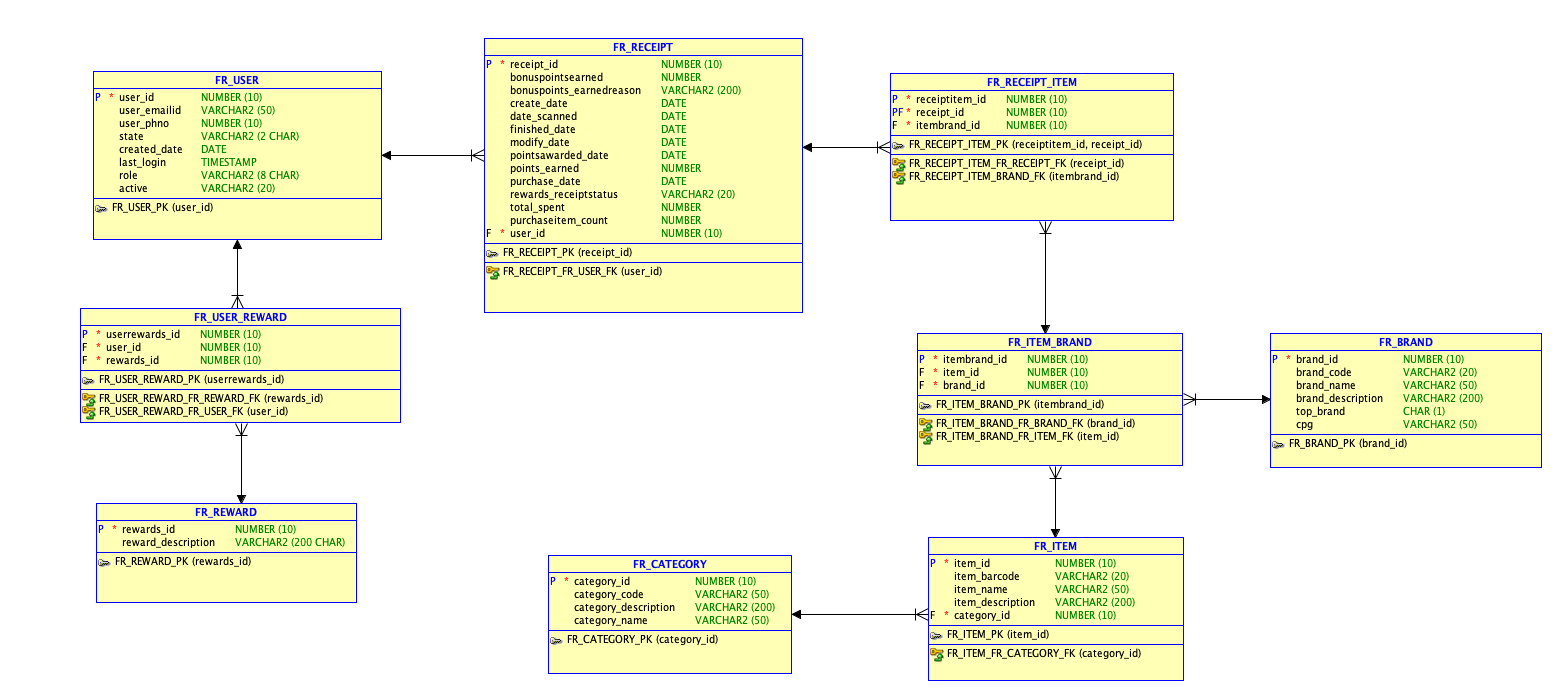 FR_USER
P * user_id NUMBER (10)
user_emailid VARCHAR2 (50)
user_phno NUMBER (10)
state VARCHAR2 (2 CHAR)
created_date DATE
last_login TIMESTAMP
role VARCHAR2 (8 CHAR)
active VARCHAR2 (20)
FR_USER_PK (user_id)
FR_RECEIPT
P * receipt_id NUMBER (10)
bonuspointsearned NUMBER
bonuspoints_earnedreason VARCHAR2 (200)
create_date DATE
date_scanned DATE
finished_date DATE
modify_date DATE
pointsawarded_date DATE
points_earned NUMBER
purchase_date DATE
rewards_receiptstatus VARCHAR2 (20)
total_spent NUMBER
purchaseitem_count NUMBER
F * user_id NUMBER (10)
FR_RECEIPT_PK (receipt_id)
FR_RECEIPT_FR_USER_FK (user_id)
FR_RECEIPT_ITEM
P * receiptitem_id NUMBER (10)
PF * receipt_id NUMBER (10)
F * itembrand_id NUMBER (10)
FR_RECEIPT_ITEM_PK (receiptitem_id, receipt_id)
FR_RECEIPT_ITEM_FR_RECEIPT_FK (receipt_id)
FR_RECEIPT_ITEM_BRAND_FK (itembrand_id)
FR_USER_REWARD
P * userrewards_id NUMBER (10)
F * user_id NUMBER (10)
F * rewards_id NUMBER (10)
FR_USER_REWARD_PK (userrewards_id)
FR_USER_REWARD_FR_REWARD_FK (rewards_id)
FR_USER_REWARD_FR_USER_FK (user_id)
FR_ITEM_BRAND
P * itembrand_id NUMBER (10)
F * item_id NUMBER (10)
F * brand_id NUMBER (10)
FR_ITEM_BRAND_PK (itembrand_id)
FR_ITEM_BRAND_FR_BRAND_FK (brand_id)
FR_ITEM_BRAND_FR_ITEM_FK (item_id)
FR_BRAND
P * brand_id NUMBER (10)
brand_code VARCHAR2 (20)
brand_name VARCHAR2 (50)
brand_description VARCHAR2 (200)
top_brand CHAR (1)
cpg VARCHAR2 (50)
FR_BRAND_PK (brand_id)
FR_REWARD
P * rewards_id NUMBER (10)
reward_description VARCHAR2 (200 CHAR)
FR_REWARD_PK (rewards_id)
FR_CATEGORY
P * category_id NUMBER (10)
category_code VARCHAR2 (50)
category_description VARCHAR2 (200)
category_name VARCHAR2 (50)
FR_CATEGORY_PK (category_id)
FR_ITEM
P * item_id NUMBER (10)
item_barcode VARCHAR2 (20)
item_name VARCHAR2 (50)
item_description VARCHAR2 (200)
F * category_id NUMBER (10)
FR_ITEM_PK (item_id)
FR_ITEM_FR_CATEGORY_FK (category_id)